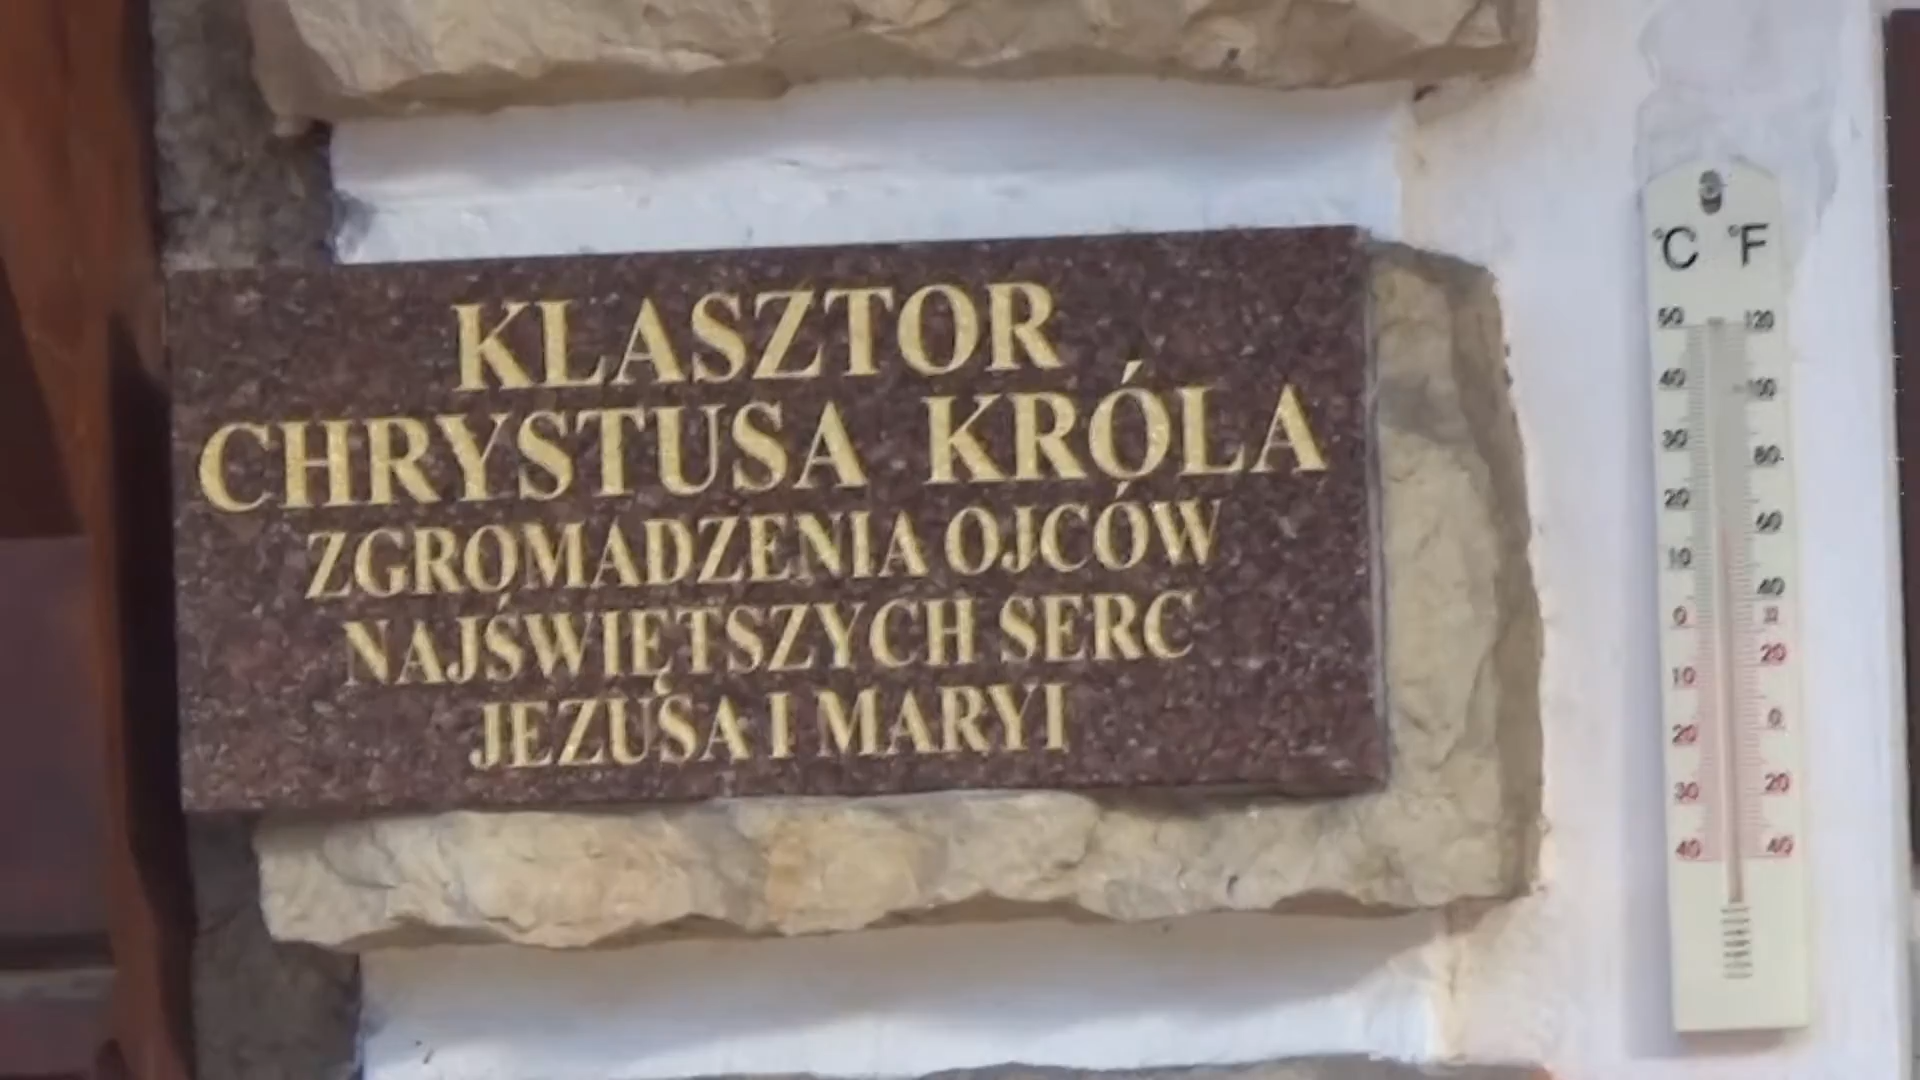 KLASZTOR
CHRYSTUSA KRÓLA
ZGROMADZENIA OJCÓW
NAJŚWIĘTSZYCH SERC
JEZUSA I MARYI
°C °F
50 120
40 100
30 80
20 60
10 40
0 32
10 20
20 0
30 20
40 40